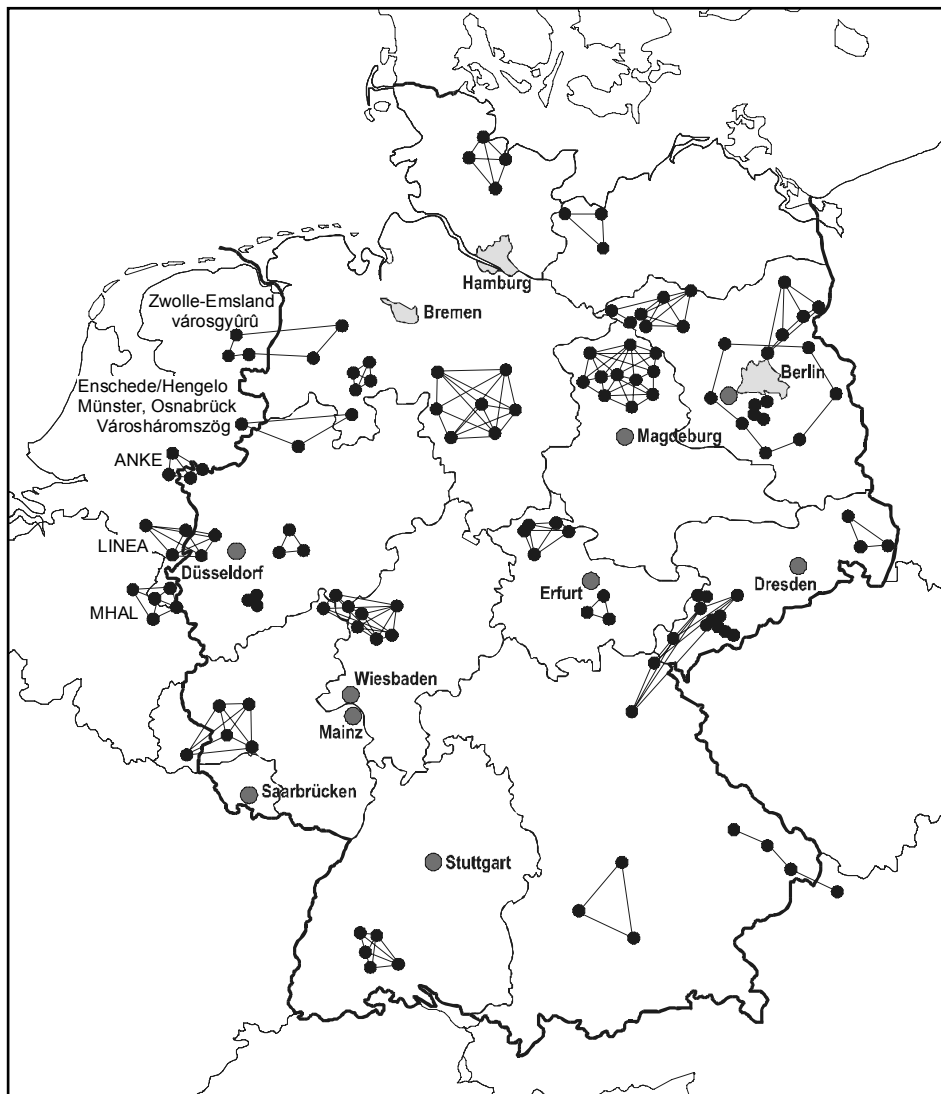 Hamburg
Zwolle-Emsland
városgyûrû
Bremen
Berlin
Enschede/Hengelo
Münster, Osnabrück
Városháromszög
Magdeburg
ANKE
LINEA
Düsseldorf
Erfurt
Dresden
MHAL
Wiesbaden
Mainz
Saarbrücken
Stuttgart